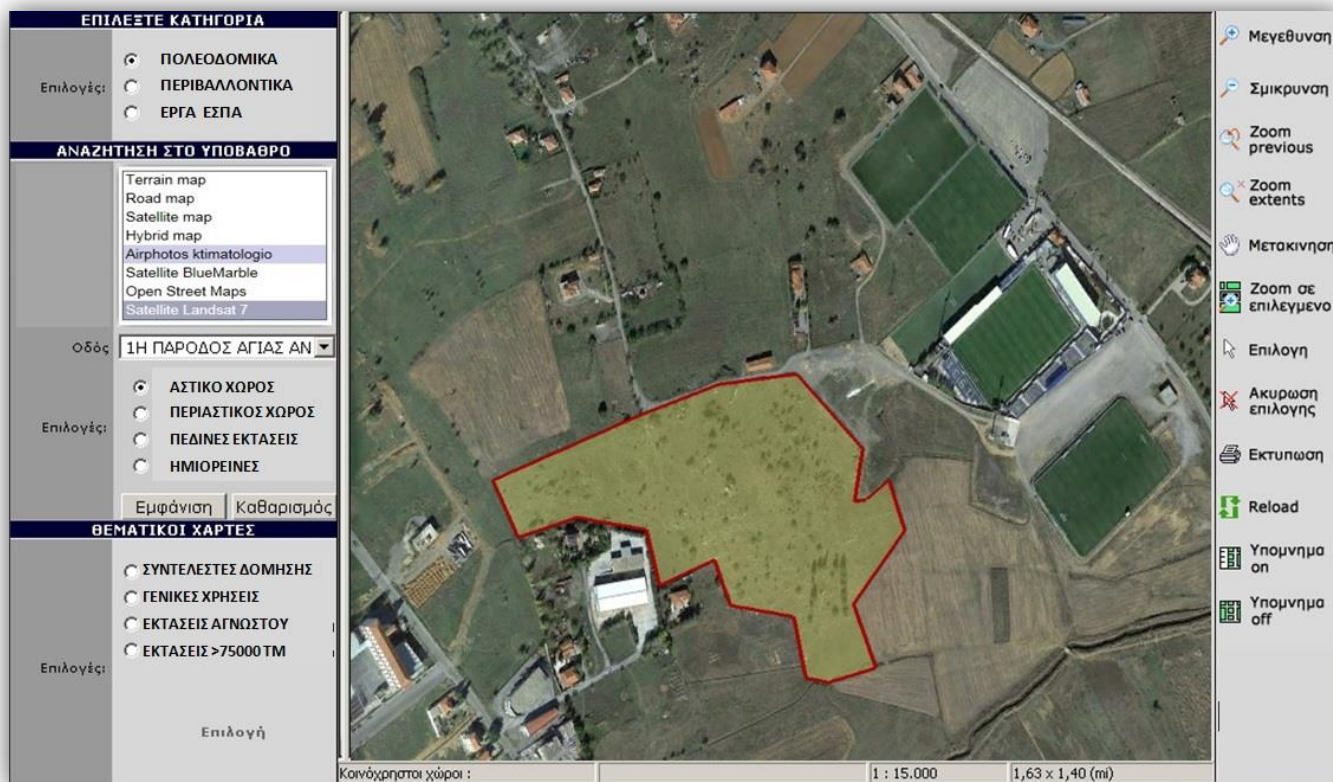 ΕΠΙΛΕΞΤΕ ΚΑΤΗΓΟΡΙΑ
Επιλογές:
ΠΟΛΕΟΔΟΜΙΚΑ
ΠΕΡΙΒΑΛΛΟΝΤΙΚΑ
ΕΡΓΑ ΕΣΠΑ
ΑΝΑΖΗΤΗΣΗ ΣΤΟ ΥΠΟΒΑΘΡΟ
Terrain map
Road map
Satellite map
Hybrid map
Airphotos ktimatologio
Satellite BlueMarble
Open Street Maps
Satellite Landsat 7
Οδός
1Η ΠΑΡΟΔΟΣ ΑΓΙΑΣ ΑΝ
Επιλογές:
ΑΣΤΙΚΟ ΧΩΡΟΣ
ΠΕΡΙΑΣΤΙΚΟΣ ΧΩΡΟΣ
ΠΕΔΙΝΕΣ ΕΚΤΑΣΕΙΣ
ΗΜΙΟΡΕΙΝΕΣ
Εμφάνιση Καθαρισμός
ΘΕΜΑΤΙΚΟΙ ΧΑΡΤΕΣ
Επιλογές:
ΣΥΝΤΕΛΕΣΤΕΣ ΔΟΜΗΣΗΣ
ΓΕΝΙΚΕΣ ΧΡΗΣΕΙΣ
ΕΚΤΑΣΕΙΣ ΑΓΝΩΣΤΟΥ
ΕΚΤΑΣΕΙΣ >75000 ΤΜ
Επιλογή
Κοινόχρηστοι χώροι :
1 : 15.000
1,63 x 1,40 (mi)
Μεγεθυνση
Σμικρυνση
Zoom
previous
Zoom
extents
Μετακινηση
Zoom σε
επιλεγμενο
Επιλογη
Ακυρωση
επιλογης
Εκτυπωση
Reload
Υπομνημα
on
Υπομνημα
off